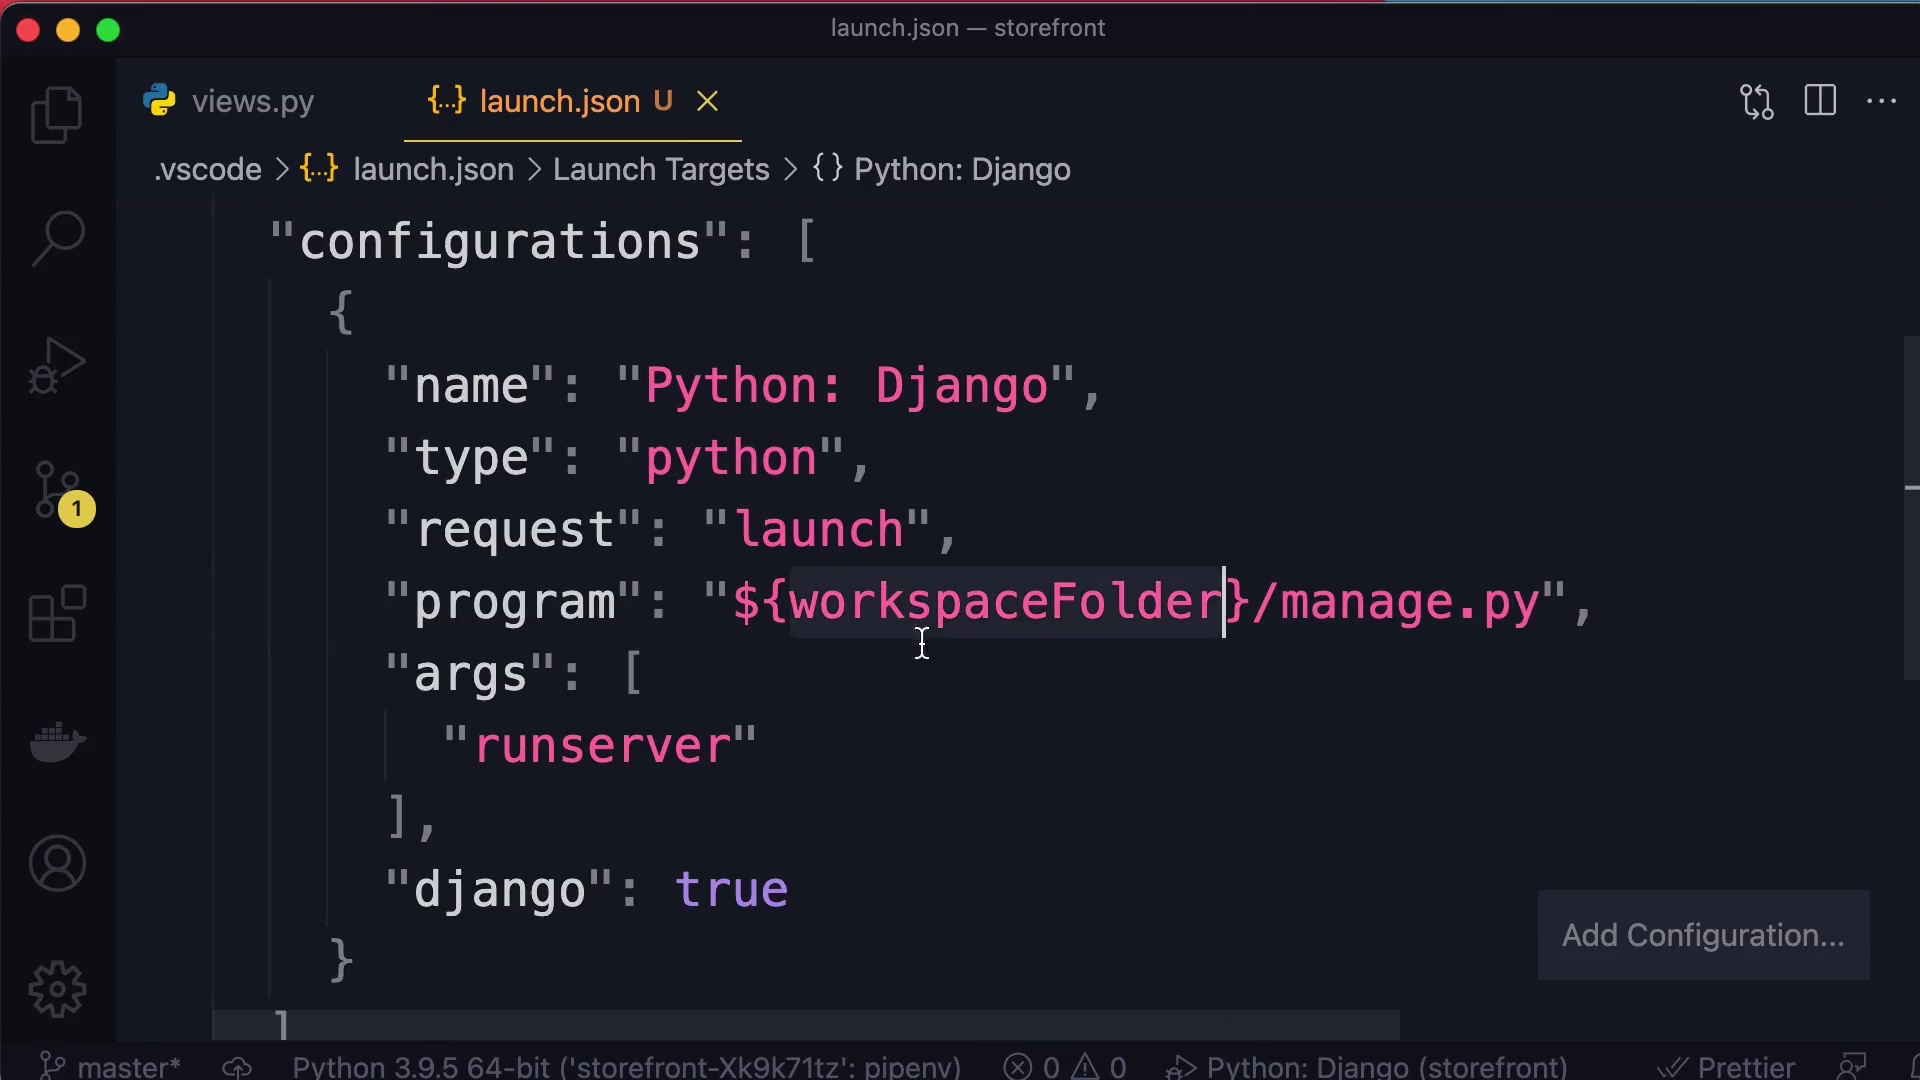 launch.json — storefront
views.py
{...} launch.json U
.vscode > {...} launch.json > Launch Targets > {} Python: Django
"configurations": [
{
"name": "Python: Django",
"type": "python",
"request": "launch",
"program": "${workspaceFolder}/manage.py",
"args": [
"runserver"
],
"django": true
}
]
1
Add Configuration...
master* Python 3.9.5 64-bit ('storefront-Xk9k71tz': pipenv) 0 0 Python: Django (storefront) Prettier